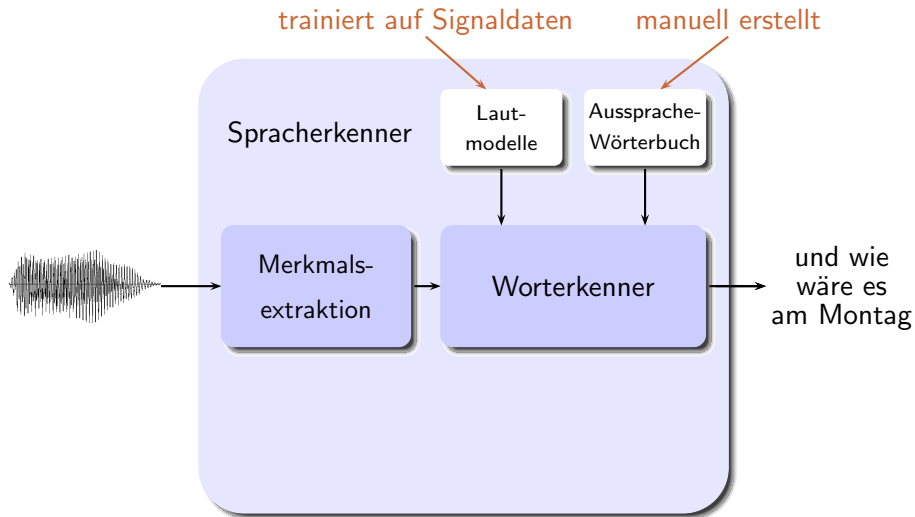 trainiert auf Signaldaten
manuell erstellt
Spracherkenner
Laut-
modelle
Aussprache-
Wörterbuch
Merkmals-
extraktion
Worterkenner
und wie
wäre es
am Montag